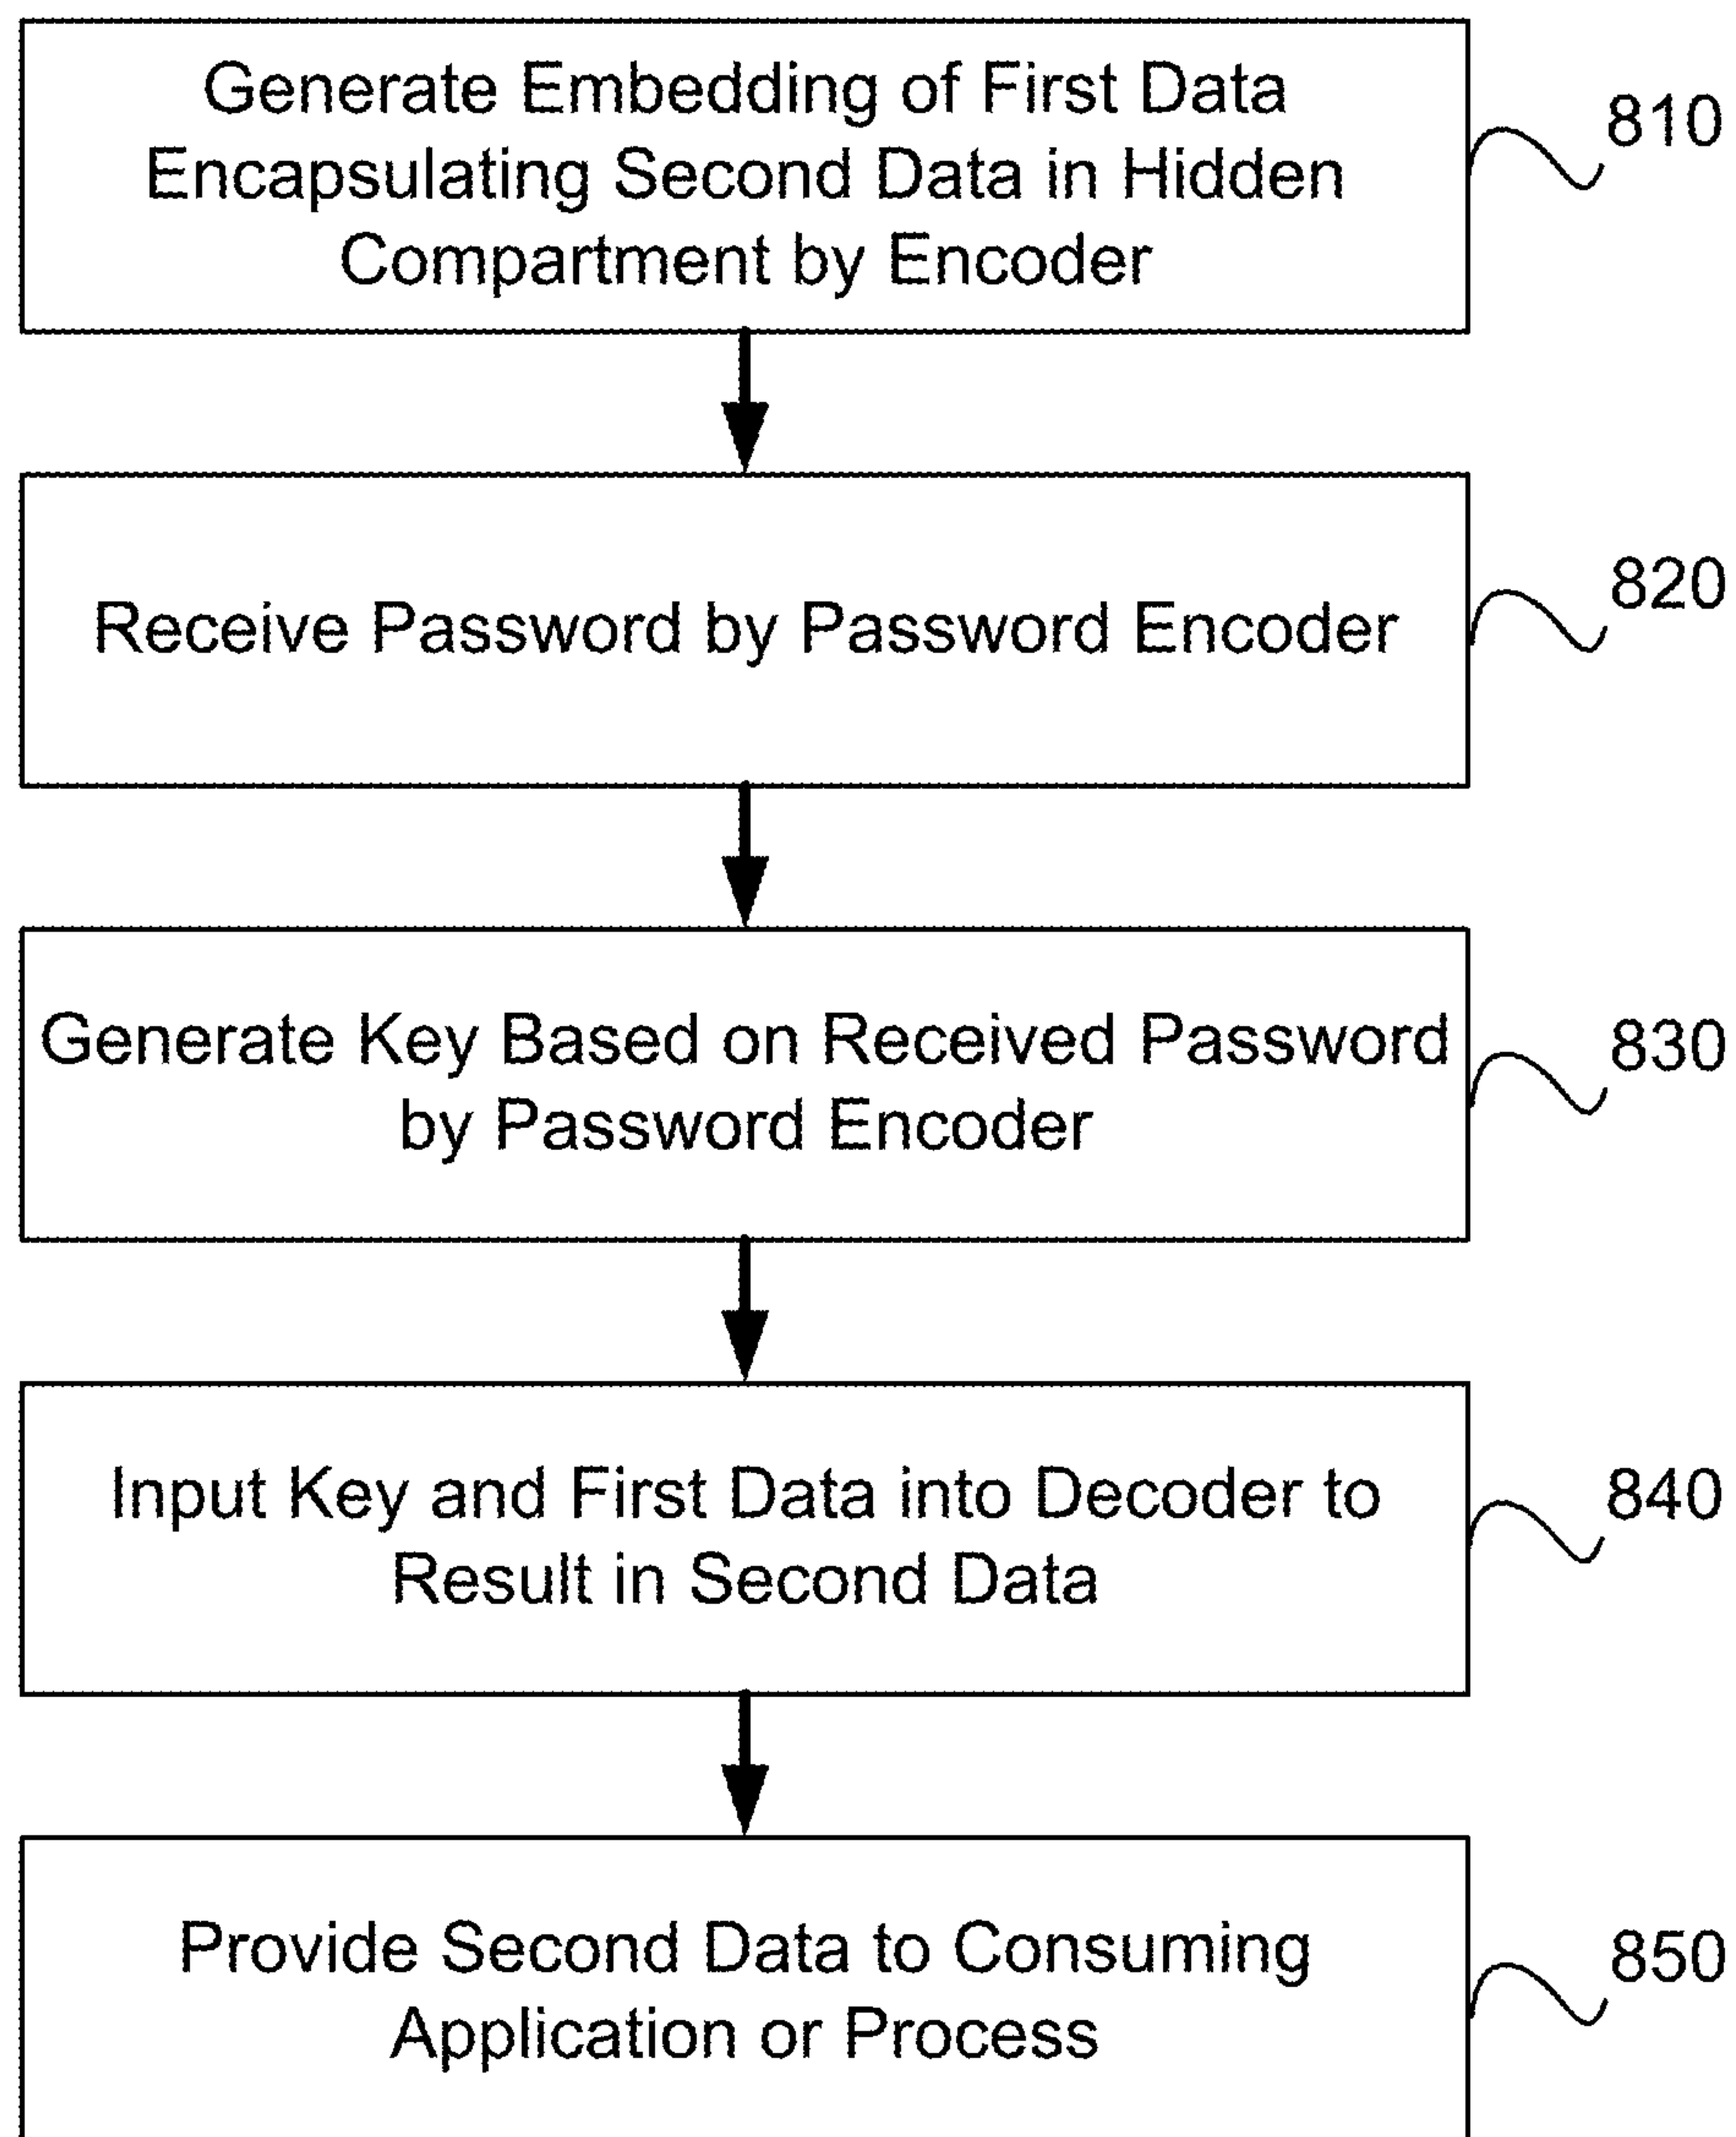 Generate Embedding of First Data
Encapsulating Second Data in Hidden
Compartment by Encoder
810
Receive Password by Password Encoder
820
Generate Key Based on Received Password
by Password Encoder
830
Input Key and First Data into Decoder to
Result in Second Data
840
Provide Second Data to Consuming
Application or Process
850